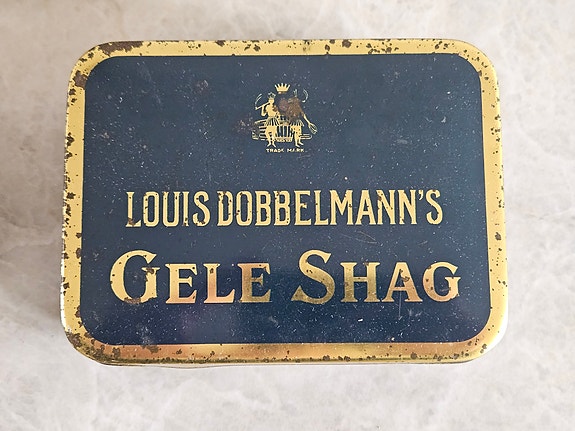 TRADE MARK.
LOUIS DOBBELMANN'S
GELE SHAG